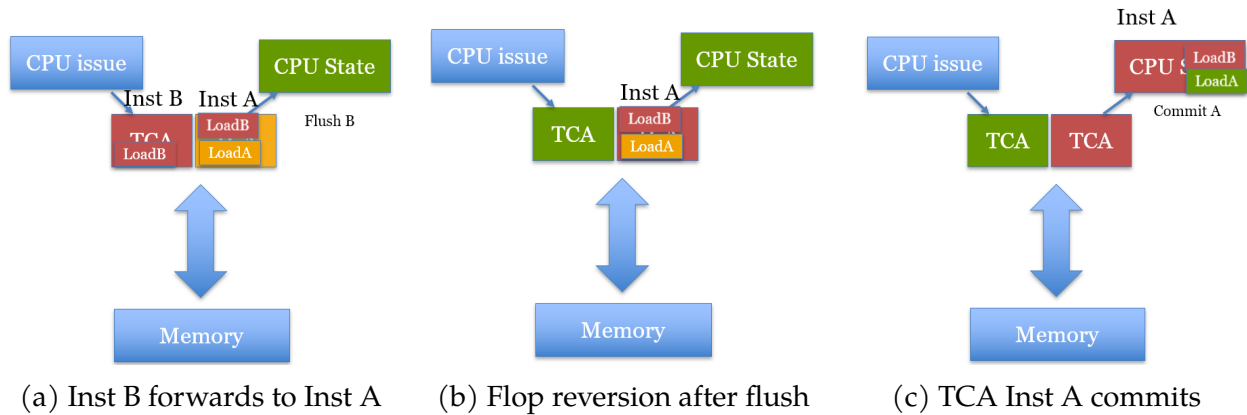 CPU issue
CPU State
Inst B
Inst A
Flush B
TCA
LoadB
LoadB
LoadA
Memory
(a) Inst B forwards to Inst A
CPU issue
CPU State
Inst A
TCA
LoadB
LoadA
Memory
(b) Flop reversion after flush
Inst A
CPU issue
CPU S
LoadB
LoadA
Commit A
TCA
TCA
Memory
(c) TCA Inst A commits